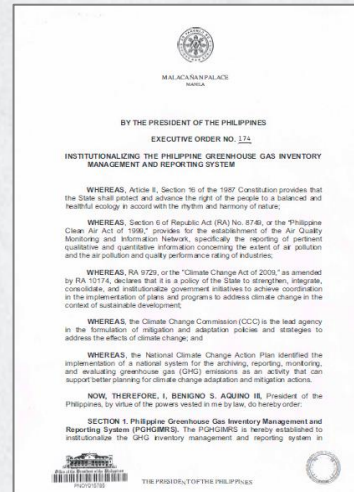 MALACAÑAN PALACE
MANILA
BY THE PRESIDENT OF THE PHILIPPINES
EXECUTIVE ORDER NO. 174
INSTITUTIONALIZING THE PHILIPPINE GREENHOUSE GAS INVENTORY
MANAGEMENT AND REPORTING SYSTEM
WHEREAS, Article II, Section 16 of the 1987 Constitution provides that
the State shall protect and advance the right of the people to a balanced and
healthful ecology in accord with the rhythm and harmony of nature;
WHEREAS, Section 6 of Republic Act (RA) No. 8749, or the "Philippine
Clean Air Act of 1999," provides for the establishment of the Air Quality
Monitoring and Information Network, specifically the reporting of pertinent
qualitative and quantitative information concerning the extent of air pollution
and the air pollution and quality performance rating of industries;
WHEREAS, RA 9729, or the "Climate Change Act of 2009," as amended
by RA 10174, declares that it is a policy of the State to strengthen, integrate,
consolidate, and institutionalize government initiatives to achieve coordination
in the implementation of plans and programs to address climate change in the
context of sustainable development;
WHEREAS, the Climate Change Commission (CCC) is the lead agency
in the formulation of mitigation and adaptation policies and strategies to
address the effects of climate change; and
WHEREAS, the National Climate Change Action Plan identified the
implementation of a national system for the archiving, reporting, monitoring,
and evaluating greenhouse gas (GHG) emissions as an activity that can
support better planning for climate change adaptation and mitigation actions.
NOW, THEREFORE, I, BENIGNO S. AQUINO III, President of the
Philippines, by virtue of the powers vested in me by law, do hereby order:
SECTION 1. Philippine Greenhouse Gas Inventory Management and
Reporting System (PGHGIMRS). The PGHGIMRS is hereby established to
institutionalize the GHG inventory management and reporting system in
THE PRESIDENT OF THE PHILIPPINES